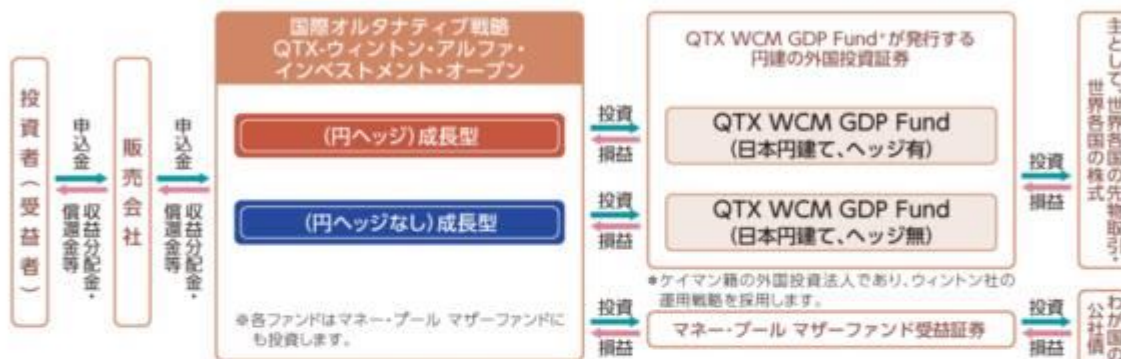 投資者（受益者）
申込金
収益分配金・
償還金等
販売会社
申込金
収益分配金・
償還金等
国際オルタナティブ戦略
QTX-ウィントン・アルファ・
インベストメント・オープン
（円ヘッジ）成長型
（円ヘッジなし）成長型
※各ファンドはマネー・プール マザーファンドに
も投資します。
投資
損益
投資
損益
投資
損益
QTX WCM GDP Fund*が発行する
円建の外国投資証券
QTX WCM GDP Fund
（日本円建て、ヘッジ有）
QTX WCM GDP Fund
（日本円建て、ヘッジ無）
*ケイマン籍の外国投資法人であり、ウィントン社の
運用戦略を採用します。
マネー・プール マザーファンド受益証券
投資
損益
投資
損益
主として、世界各国の先物取引・
世界各国の株式
わが国の
公社債